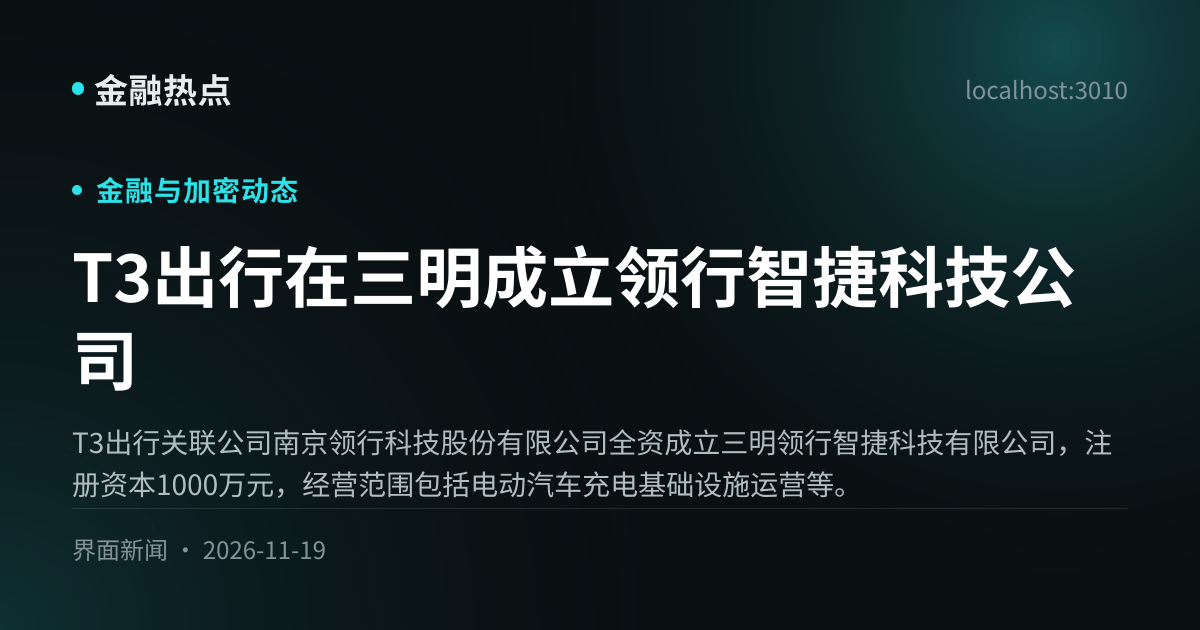 金融热点
localhost:3010
金融与加密动态
T3出行在三明成立领行智捷科技公
司
T3出行关联公司南京领行科技股份有限公司全资成立三明领行智捷科技有限公司，注
册资本1000万元，经营范围包括电动汽车充电基础设施运营等。
界面新闻 • 2026-11-19